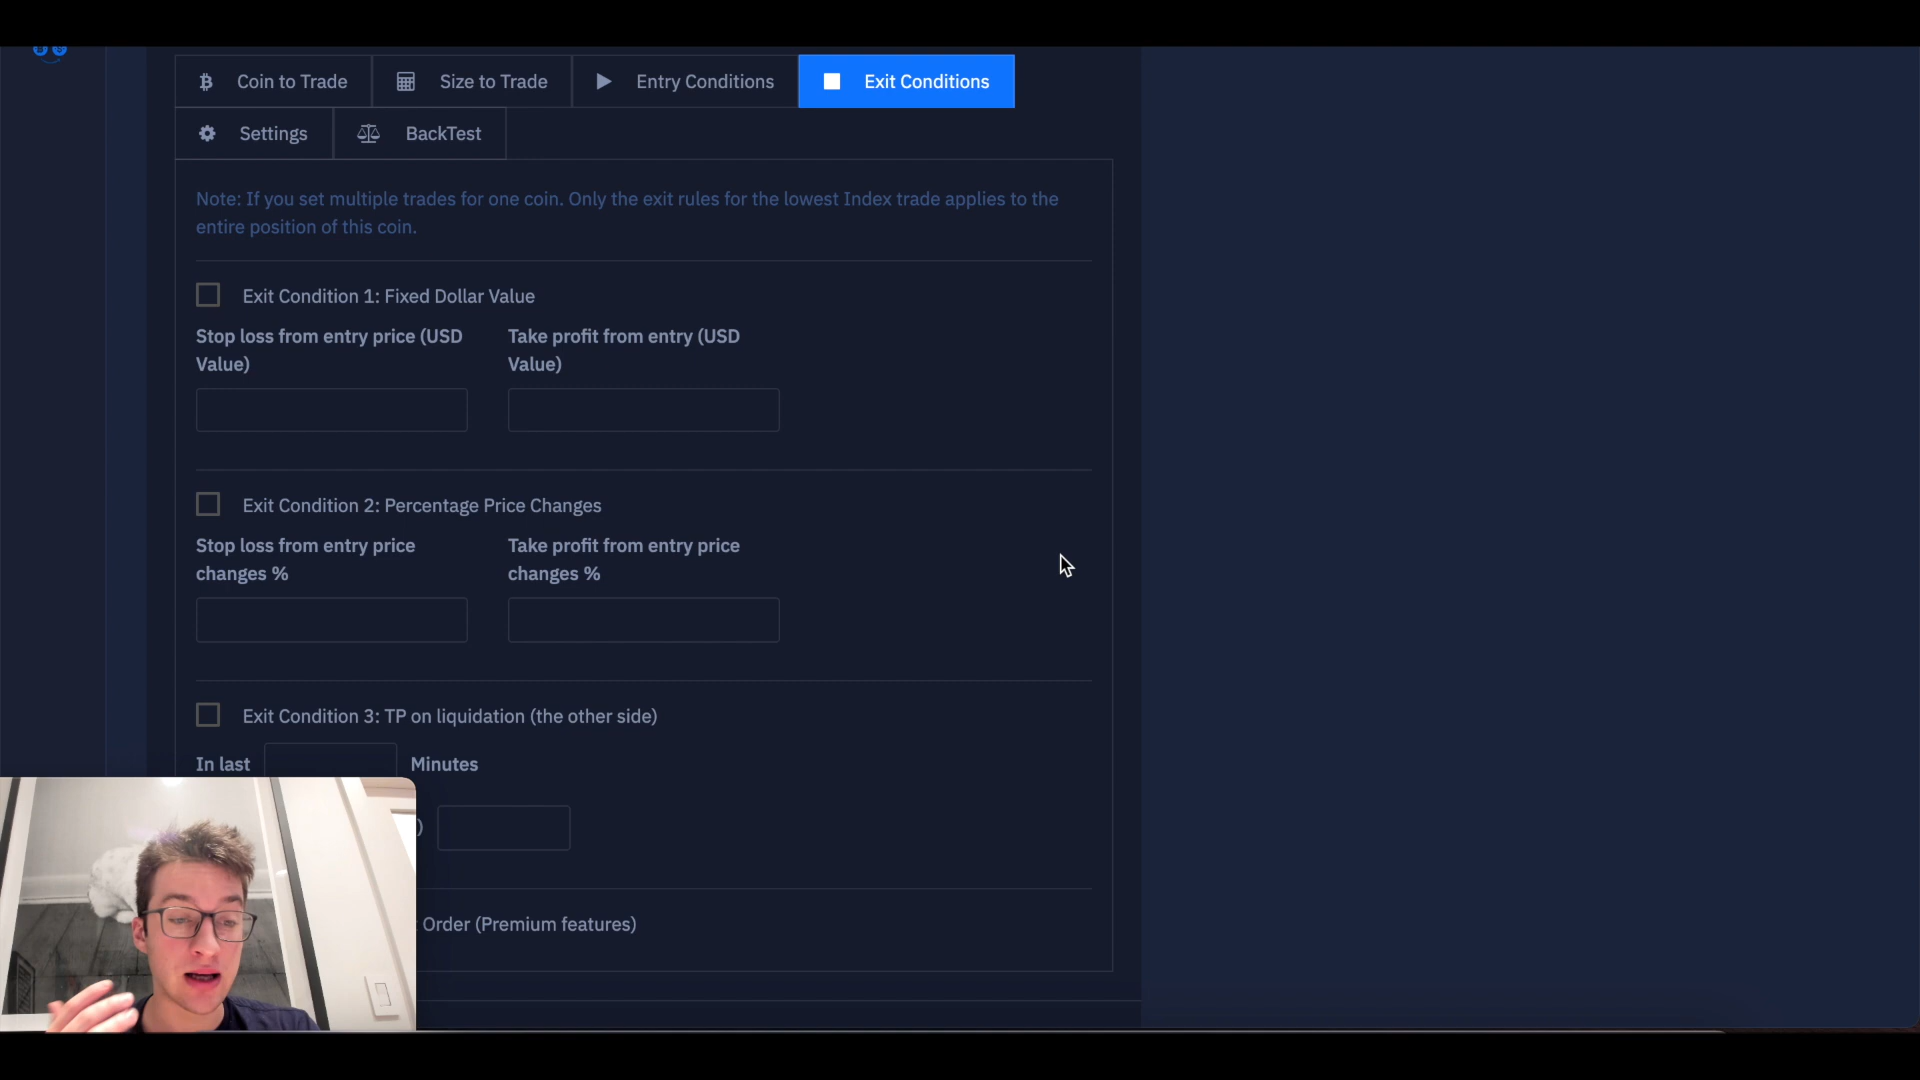 Coin to Trade
Size to Trade
Entry Conditions
Exit Conditions
Settings
BackTest
Note: If you set multiple trades for one coin. Only the exit rules for the lowest Index trade applies to the
entire position of this coin.
Exit Condition 1: Fixed Dollar Value
Stop loss from entry price (USD
Value)
Take profit from entry (USD
Value)
Exit Condition 2: Percentage Price Changes
Stop loss from entry price
changes %
Take profit from entry price
changes %
Exit Condition 3: TP on liquidation (the other side)
In last
Minutes
)
Order (Premium features)